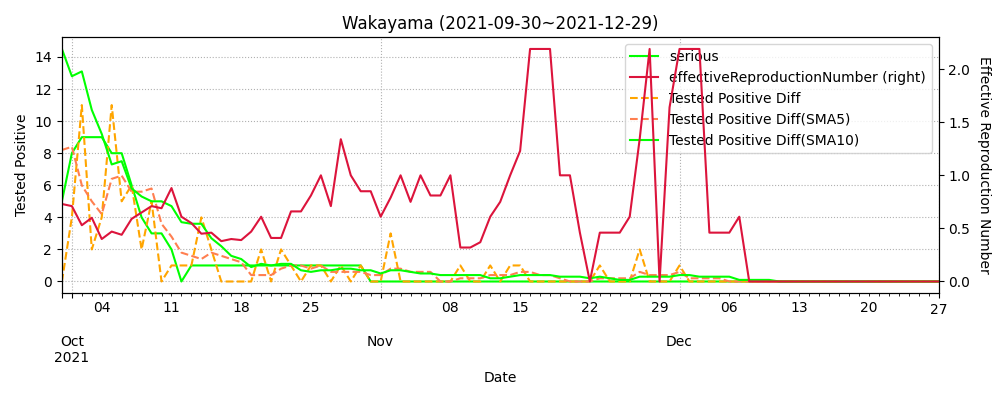 Wakayama (2021-09-30~2021-12-29)
serious
effectiveReproductionNumber (right)
Tested Positive Diff
Tested Positive Diff(SMA5)
Tested Positive Diff(SMA10)
Tested Positive
14
12
10
8
6
4
2
0
2.0
1.5
1.0
0.5
0.0
Effective Reproduction Number
04 11 18 25 08 15 22 29 06 13 20 27
Oct Nov Dec
2021
Date